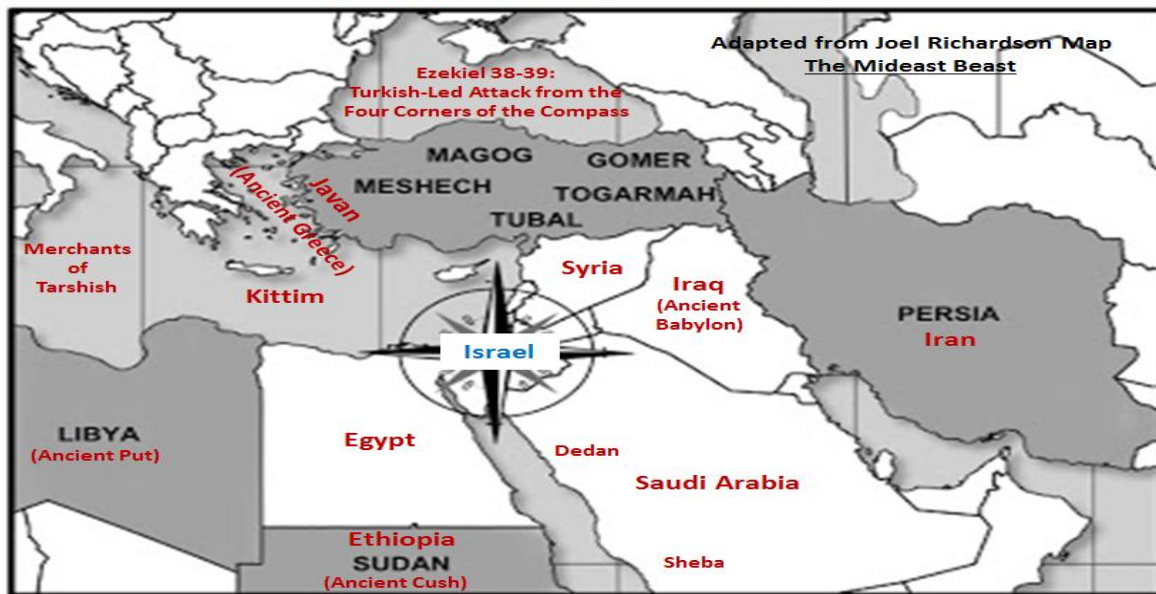 Adapted from Joel Richardson Map
The Mideast Beast
Ezekiel 38-39:
Turkish-Led Attack from the
Four Corners of the Compass
MAGOG
GOMER
MESHECH
TOGARMAH
TUBAL
Javan
(Ancient Greece)
Merchants
of
Tarshish
Kittim
Syria
Iraq
(Ancient
Babylon)
PERSIA
Iran
Israel
LIBYA
(Ancient Put)
Egypt
Dedan
Saudi Arabia
Ethiopia
SUDAN
(Ancient Cush)
Sheba